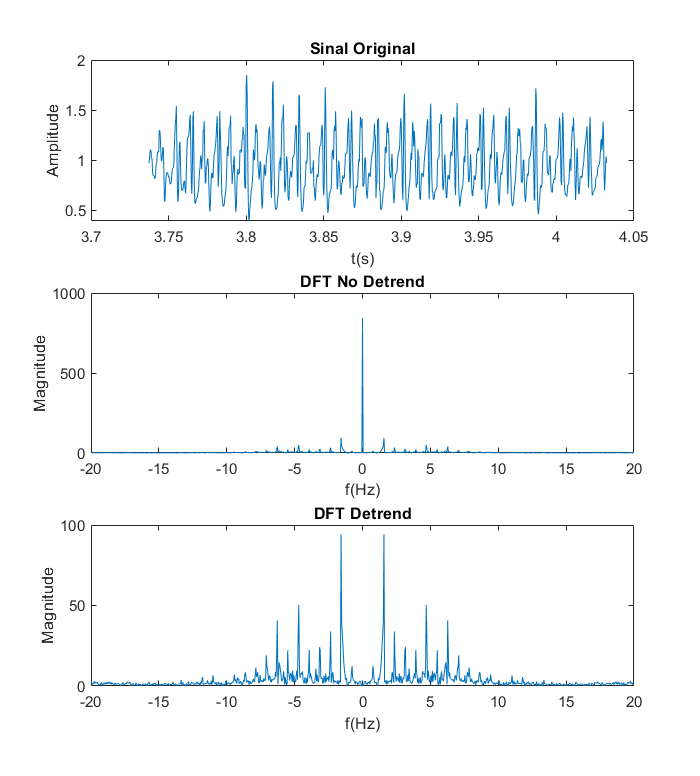 Sinal Original
2
1.5
1
0.5
Amplitude
3.7 3.75 3.8 3.85 3.9 3.95 4 4.05
t(s)
DFT No Detrend
1000
500
0
Magnitude
-20 -15 -10 -5 0 5 10 15 20
f(Hz)
DFT Detrend
100
50
0
Magnitude
-20 -15 -10 -5 0 5 10 15 20
f(Hz)